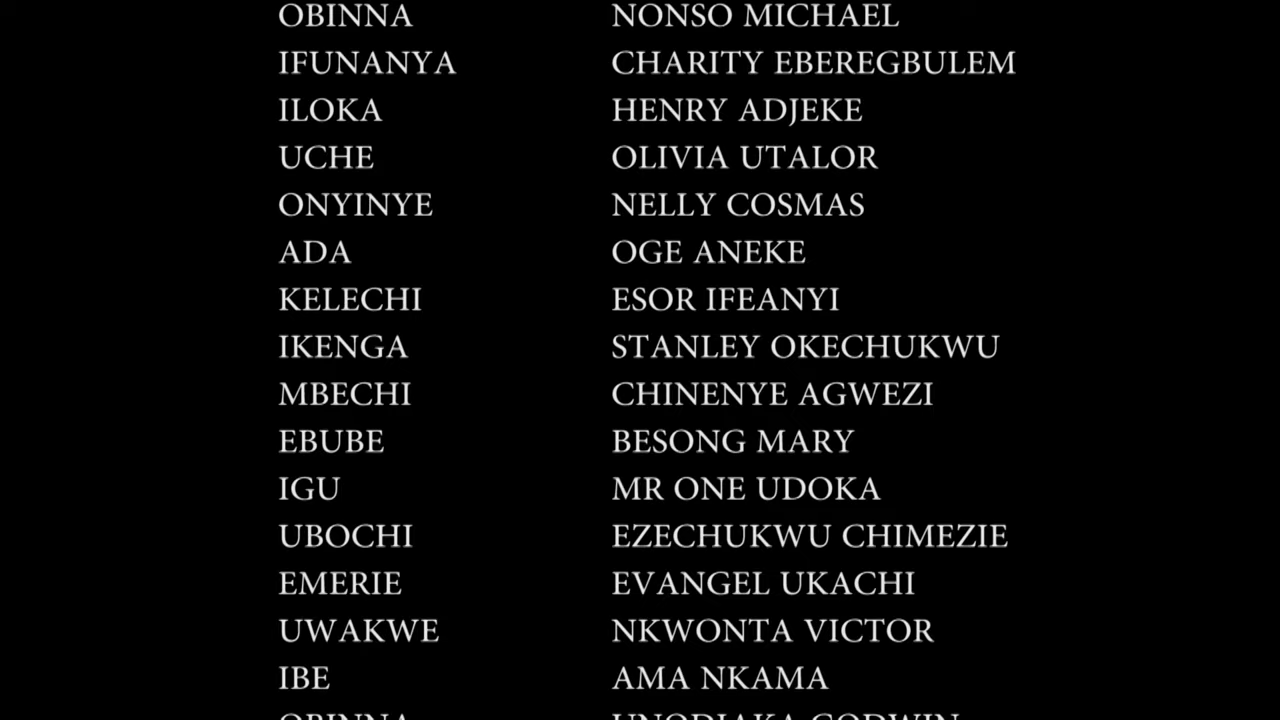 OBINNA NONSO MICHAEL
IFUNANYA CHARITY EBEREGBULEM
ILOKA HENRY ADJEKE
UCHE OLIVIA UTALOR
ONYINYE NELLY COSMAS
ADA OGE ANEKE
KELECHI ESOR IFEANYI
IKENGA STANLEY OKECHUKWU
MBECHI CHINENYE AGWEZI
EBUBE BESONG MARY
IGU MR ONE UDOKA
UBOCHI EZECHUKWU CHIMEZIE
EMERIE EVANGEL UKACHI
UWAKWE NKWONTA VICTOR
IBE AMA NKAMA
OBINNA GODWIN